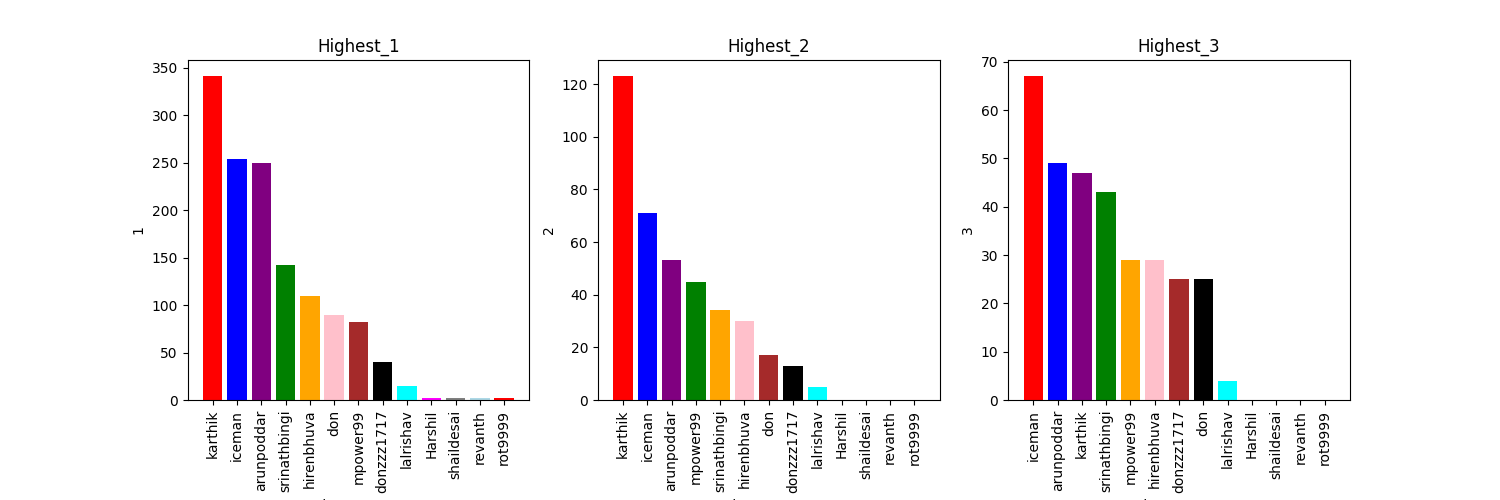 Highest_1
1
350
300
250
200
150
100
50
0
karthik
iceman
arunpoddar
srinathbingi
hirenbhuva
don
mpower99
donzzz1717
lalrishav
Harshil
shaildesai
revanth
rot9999
Highest_2
2
120
100
80
60
40
20
0
karthik
iceman
arunpoddar
mpower99
srinathbingi
hirenbhuva
don
donzzz1717
lalrishav
Harshil
shaildesai
revanth
rot9999
Highest_3
3
70
60
50
40
30
20
10
0
iceman
arunpoddar
karthik
srinathbingi
mpower99
hirenbhuva
donzzz1717
don
lalrishav
Harshil
shaildesai
revanth
rot9999